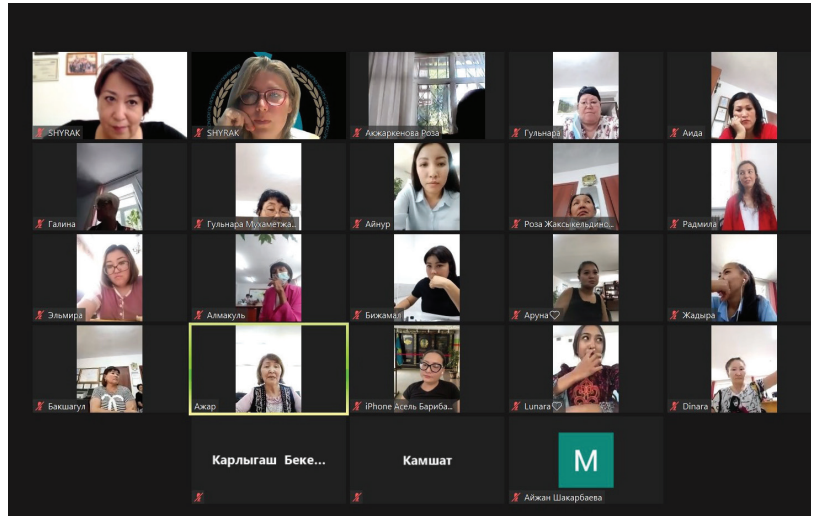 SHYRAK
SHYRAK
Акжаркенова Роза
Гульнара
Аида
Галина
Гульнара Мухаметжа...
Айнур
Роза Жаксыкельдино...
Радмила
Эльмира
Алмакуль
Бижамал
Аруна♡
Жадыра
Бакшагул
Ажар
iPhone Асель Бариба...
Lunara♡
Dinara
Карлыгаш Беке...
Камшат
М
Айжан Шакарбаева